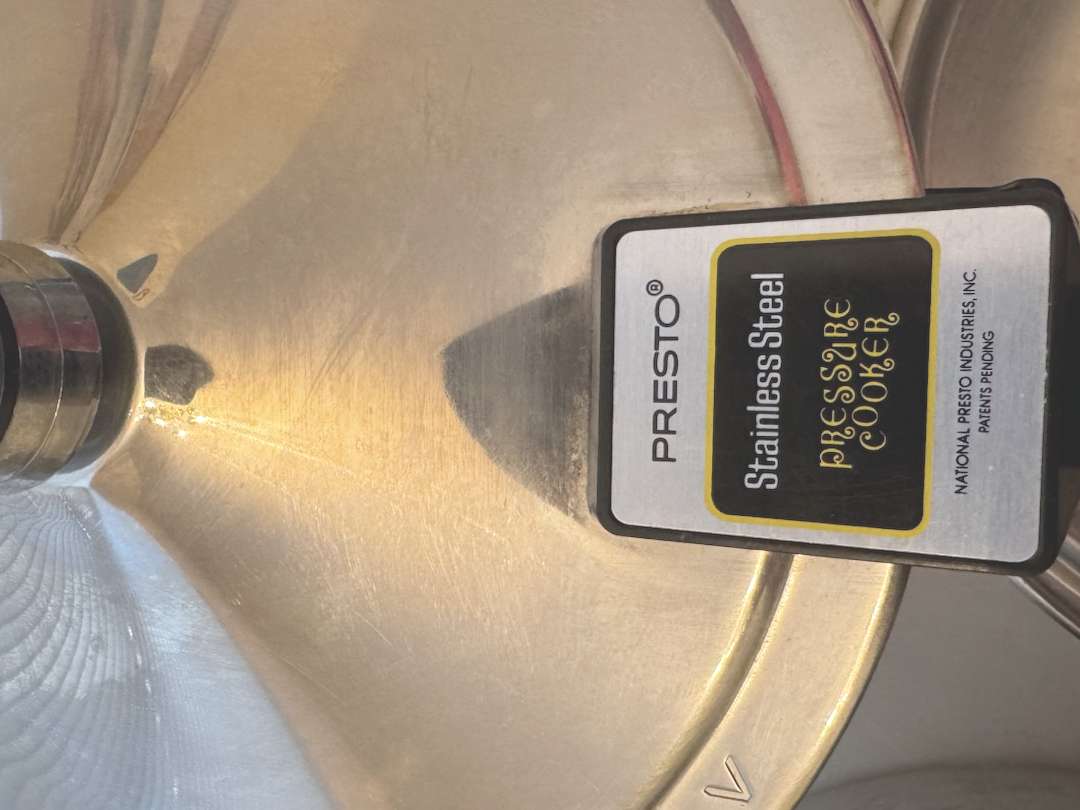 PRESTO®
Stainless Steel
PRESSURE
COOKER
NATIONAL PRESTO INDUSTRIES, INC.
PATENTS PENDING